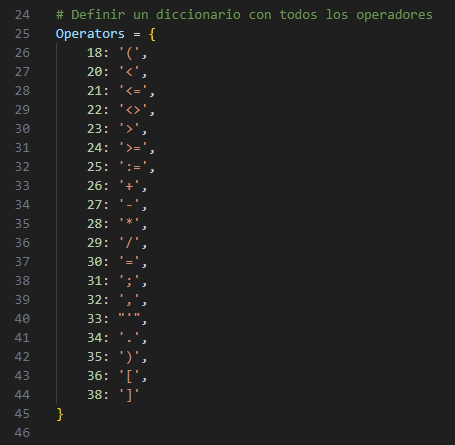 24 # Definir un diccionario con todos los operadores
25 Operators = {
26     18: '(',
27     20: '<',
28     21: '<=',
29     22: '<>',
30     23: '>',
31     24: '>=',
32     25: ':=',
33     26: '+',
34     27: '-',
35     28: '*',
36     29: '/',
37     30: '=',
38     31: ';',
39     32: ',',
40     33: "'",
41     34: '.',
42     35: ')',
43     36: '[',
44     38: ']'
45 }
46